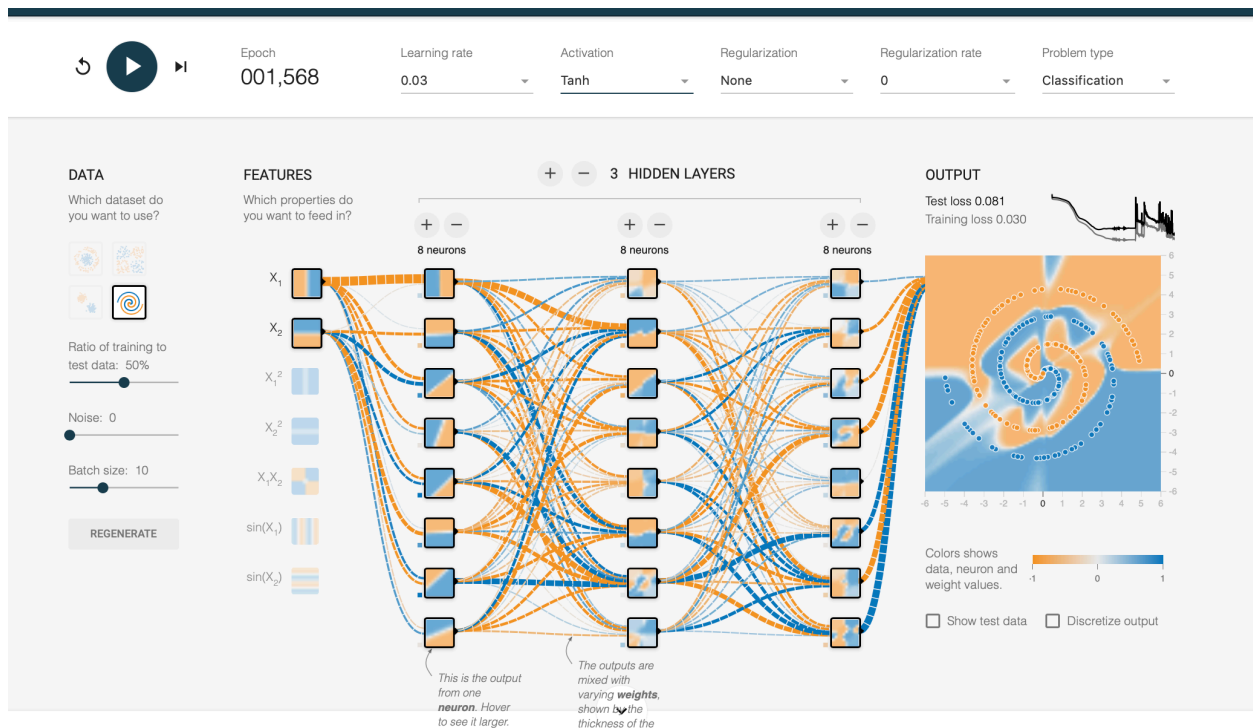 Epoch
001,568
Learning rate
0.03
Activation
Tanh
Regularization
None
Regularization rate
0
Problem type
Classification
DATA
Which dataset do
you want to use?
Ratio of training to
test data: 50%
Noise: 0
Batch size: 10
REGENERATE
FEATURES
Which properties do
you want to feed in?
X1
X2
X1²
X2²
X1X2
sin(X1)
sin(X2)
+ − 3 HIDDEN LAYERS
+ −
8 neurons
+ −
8 neurons
+ −
8 neurons
This is the output
from one
neuron. Hover
to see it larger.
The outputs are
mixed with
varying weights,
shown by the
thickness of the
OUTPUT
Test loss 0.081
Training loss 0.030
6
5
4
3
2
1
0
-1
-2
-3
-4
-5
-6
-6 -5 -4 -3 -2 -1 0 1 2 3 4 5 6
Colors shows
data, neuron and
weight values.
-1 0 1
Show test data
Discretize output